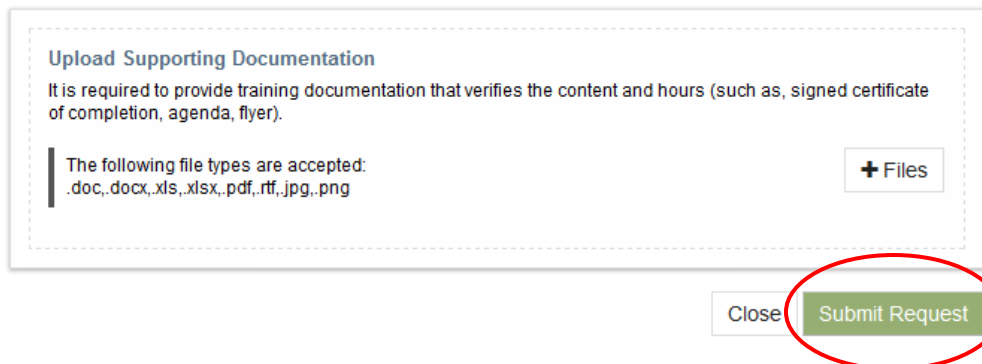 Upload Supporting Documentation
It is required to provide training documentation that verifies the content and hours (such as, signed certificate
of completion, agenda, flyer).
The following file types are accepted:
.doc,.docx,.xls,.xlsx,.pdf,.rtf,.jpg,.png
+ Files
Close
Submit Request